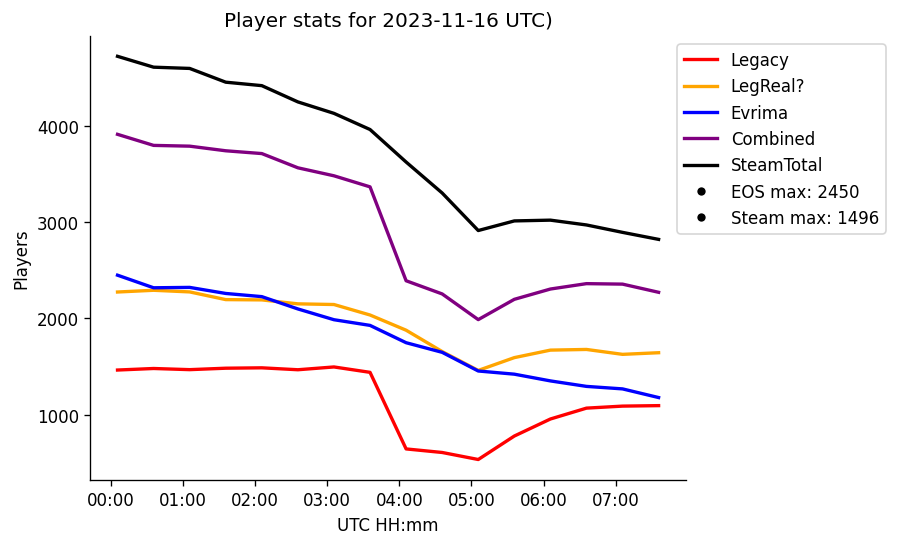 Player stats for 2023-11-16 UTC)
Legacy
LegReal?
Evrima
Combined
SteamTotal
EOS max: 2450
Steam max: 1496
Players
4000
3000
2000
1000
00:00 01:00 02:00 03:00 04:00 05:00 06:00 07:00
UTC HH:mm